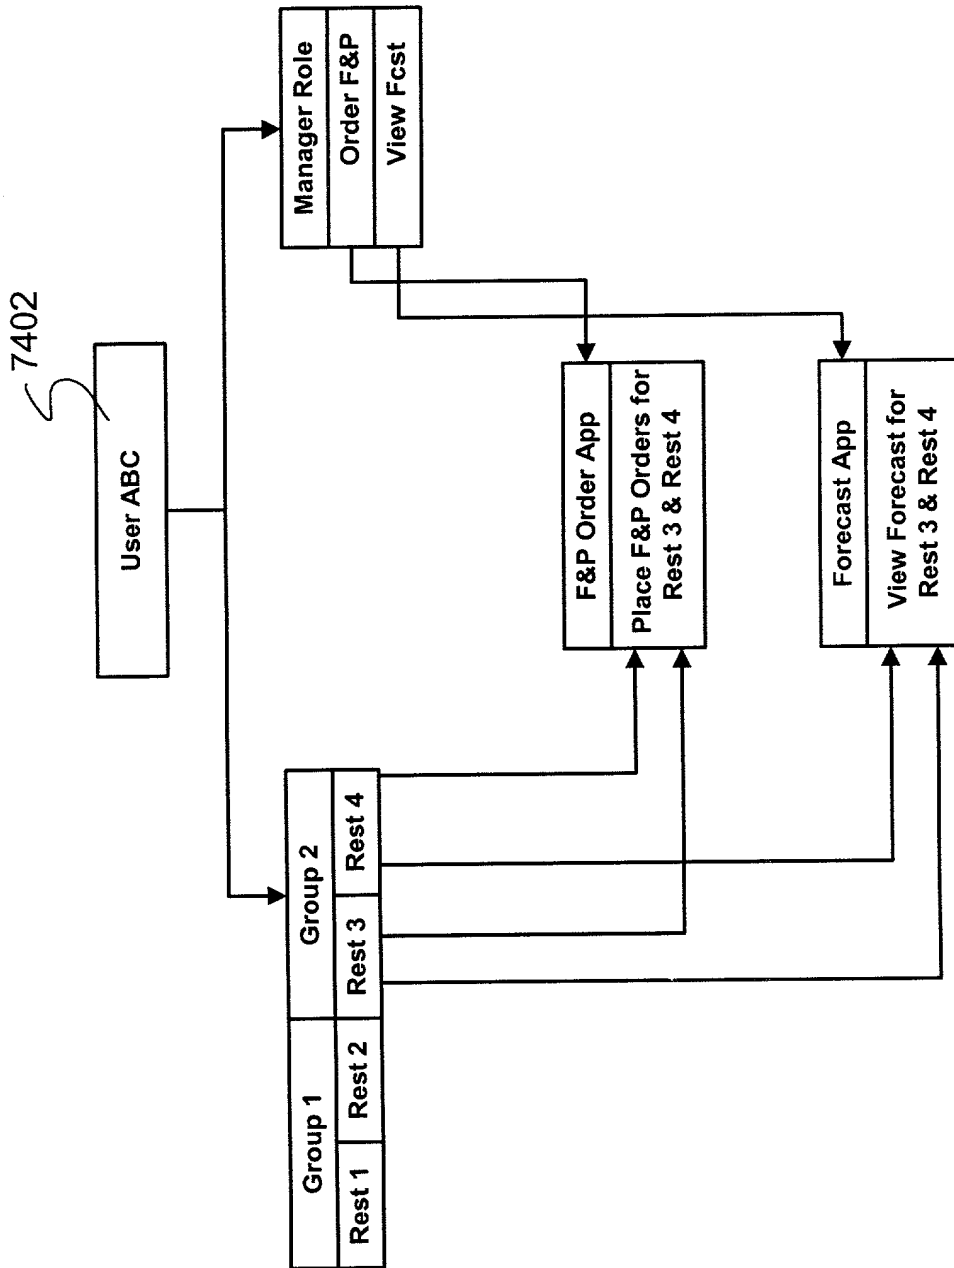 7402
User ABC
Group 1
Group 2
Rest 1
Rest 2
Rest 3
Rest 4
Manager Role
Order F&P
View Fcst
F&P Order App
Place F&P Orders for
Rest 3 & Rest 4
Forecast App
View Forecast for
Rest 3 & Rest 4